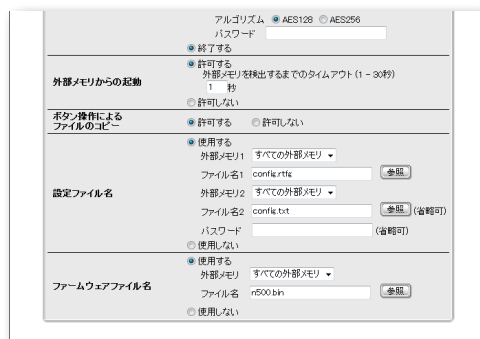 アルゴリズム AES128 AES256
パスワード
終了する
外部メモリからの起動
許可する
外部メモリを検出するまでのタイムアウト (1 - 30秒)
1 秒
許可しない
ボタン操作による
ファイルのコピー
許可する 許可しない
設定ファイル名
使用する
外部メモリ1 すべての外部メモリ
ファイル名1 config.rtfg 参照
外部メモリ2 すべての外部メモリ
ファイル名2 config.txt 参照 (省略可)
パスワード (省略可)
使用しない
ファームウェアファイル名
使用する
外部メモリ すべての外部メモリ
ファイル名 n500.bin 参照
使用しない